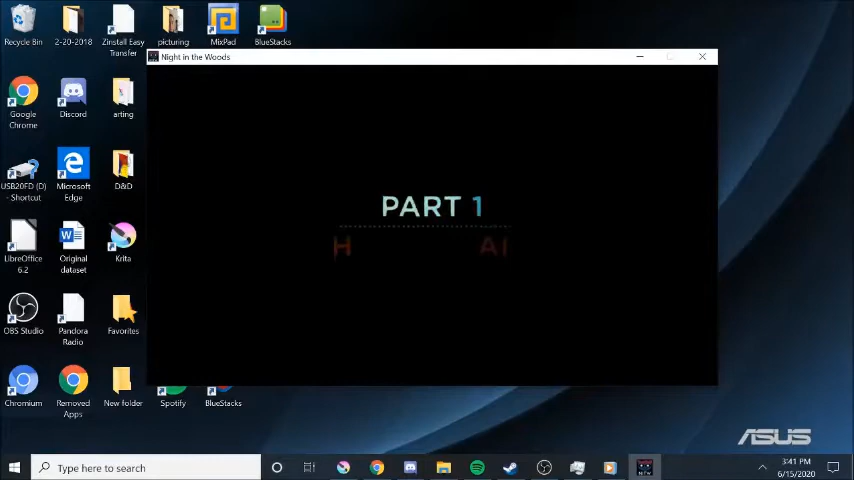 Recycle Bin
2-20-2018
Zinstall Easy
Transfer
picturing
MixPad
BlueStacks
Night in the Woods
Google
Chrome
Discord
arting
PART 1
H AI
USB20FD (D)
- Shortcut
Microsoft
Edge
D&D
LibreOffice
6.2
Original
dataset
Krita
OBS Studio
Pandora
Radio
Favorites
Chromium
Removed
Apps
New folder
Spotify
BlueStacks
ASUS
Type here to search
3:41 PM
6/15/2020